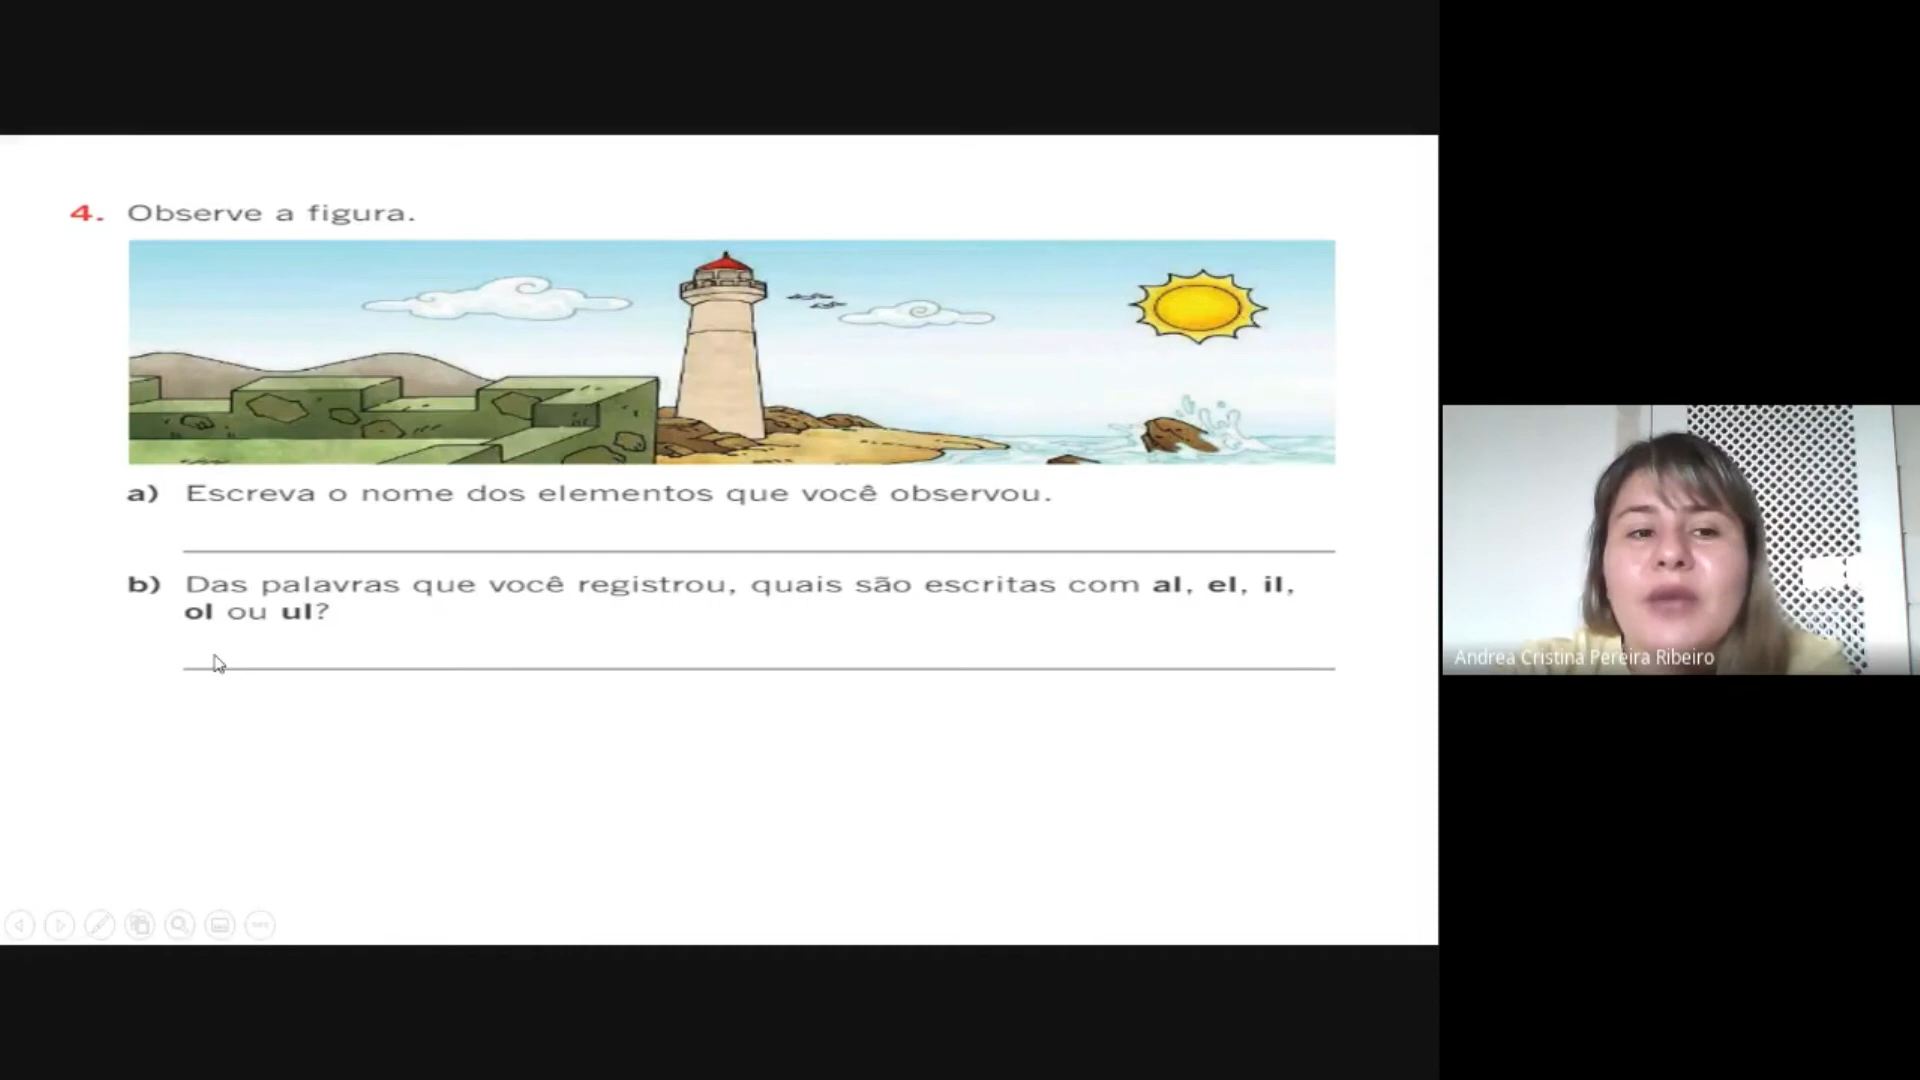 4. Observe a figura.
a) Escreva o nome dos elementos que você observou.
b) Das palavras que você registrou, quais são escritas com al, el, il,
ol ou ul?
Andrea Cristina Pereira Ribeiro